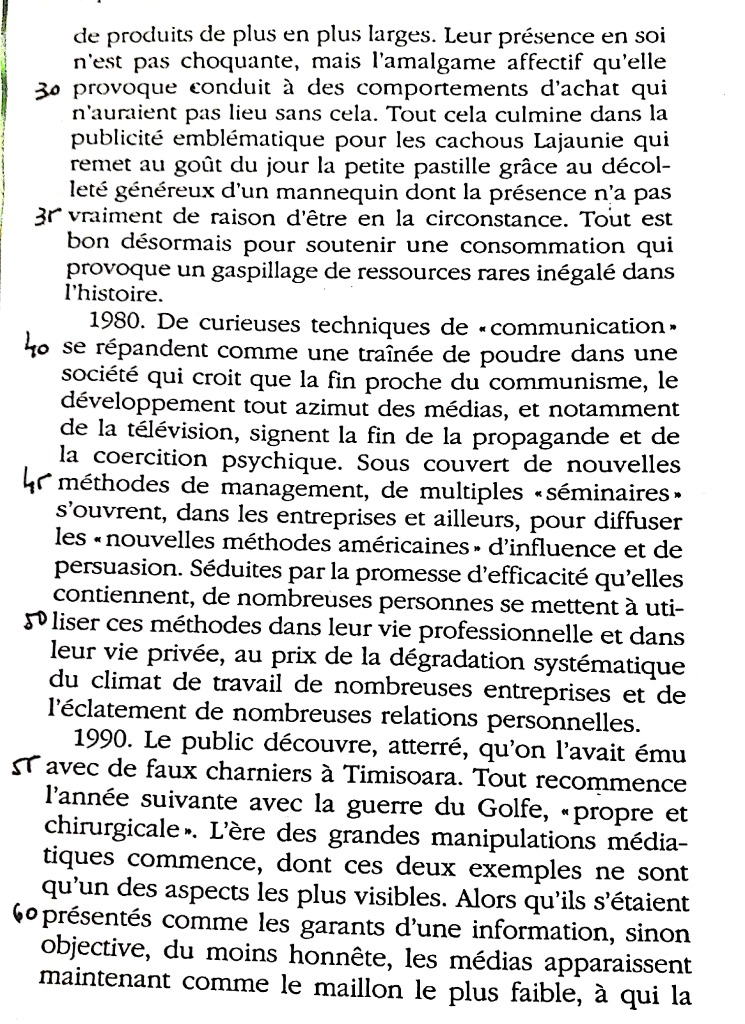 de produits de plus en plus larges. Leur présence en soi
n'est pas choquante, mais l'amalgame affectif qu'elle
30 provoque conduit à des comportements d'achat qui
n'auraient pas lieu sans cela. Tout cela culmine dans la
publicité emblématique pour les cachous Lajaunie qui
remet au goût du jour la petite pastille grâce au décol-
leté généreux d'un mannequin dont la présence n'a pas
35 vraiment de raison d'être en la circonstance. Tout est
bon désormais pour soutenir une consommation qui
provoque un gaspillage de ressources rares inégalé dans
l'histoire.
1980. De curieuses techniques de « communication »
40 se répandent comme une traînée de poudre dans une
société qui croit que la fin proche du communisme, le
développement tout azimut des médias, et notamment
de la télévision, signent la fin de la propagande et de
la coercition psychique. Sous couvert de nouvelles
45 méthodes de management, de multiples « séminaires »
s'ouvrent, dans les entreprises et ailleurs, pour diffuser
les « nouvelles méthodes américaines » d'influence et de
persuasion. Séduites par la promesse d'efficacité qu'elles
contiennent, de nombreuses personnes se mettent à uti-
50 liser ces méthodes dans leur vie professionnelle et dans
leur vie privée, au prix de la dégradation systématique
du climat de travail de nombreuses entreprises et de
l'éclatement de nombreuses relations personnelles.
1990. Le public découvre, atterré, qu'on l'avait ému
55 avec de faux charniers à Timisoara. Tout recommence
l'année suivante avec la guerre du Golfe, « propre et
chirurgicale ». L'ère des grandes manipulations média-
tiques commence, dont ces deux exemples ne sont
qu'un des aspects les plus visibles. Alors qu'ils s'étaient
60 présentés comme les garants d'une information, sinon
objective, du moins honnête, les médias apparaissent
maintenant comme le maillon le plus faible, à qui la